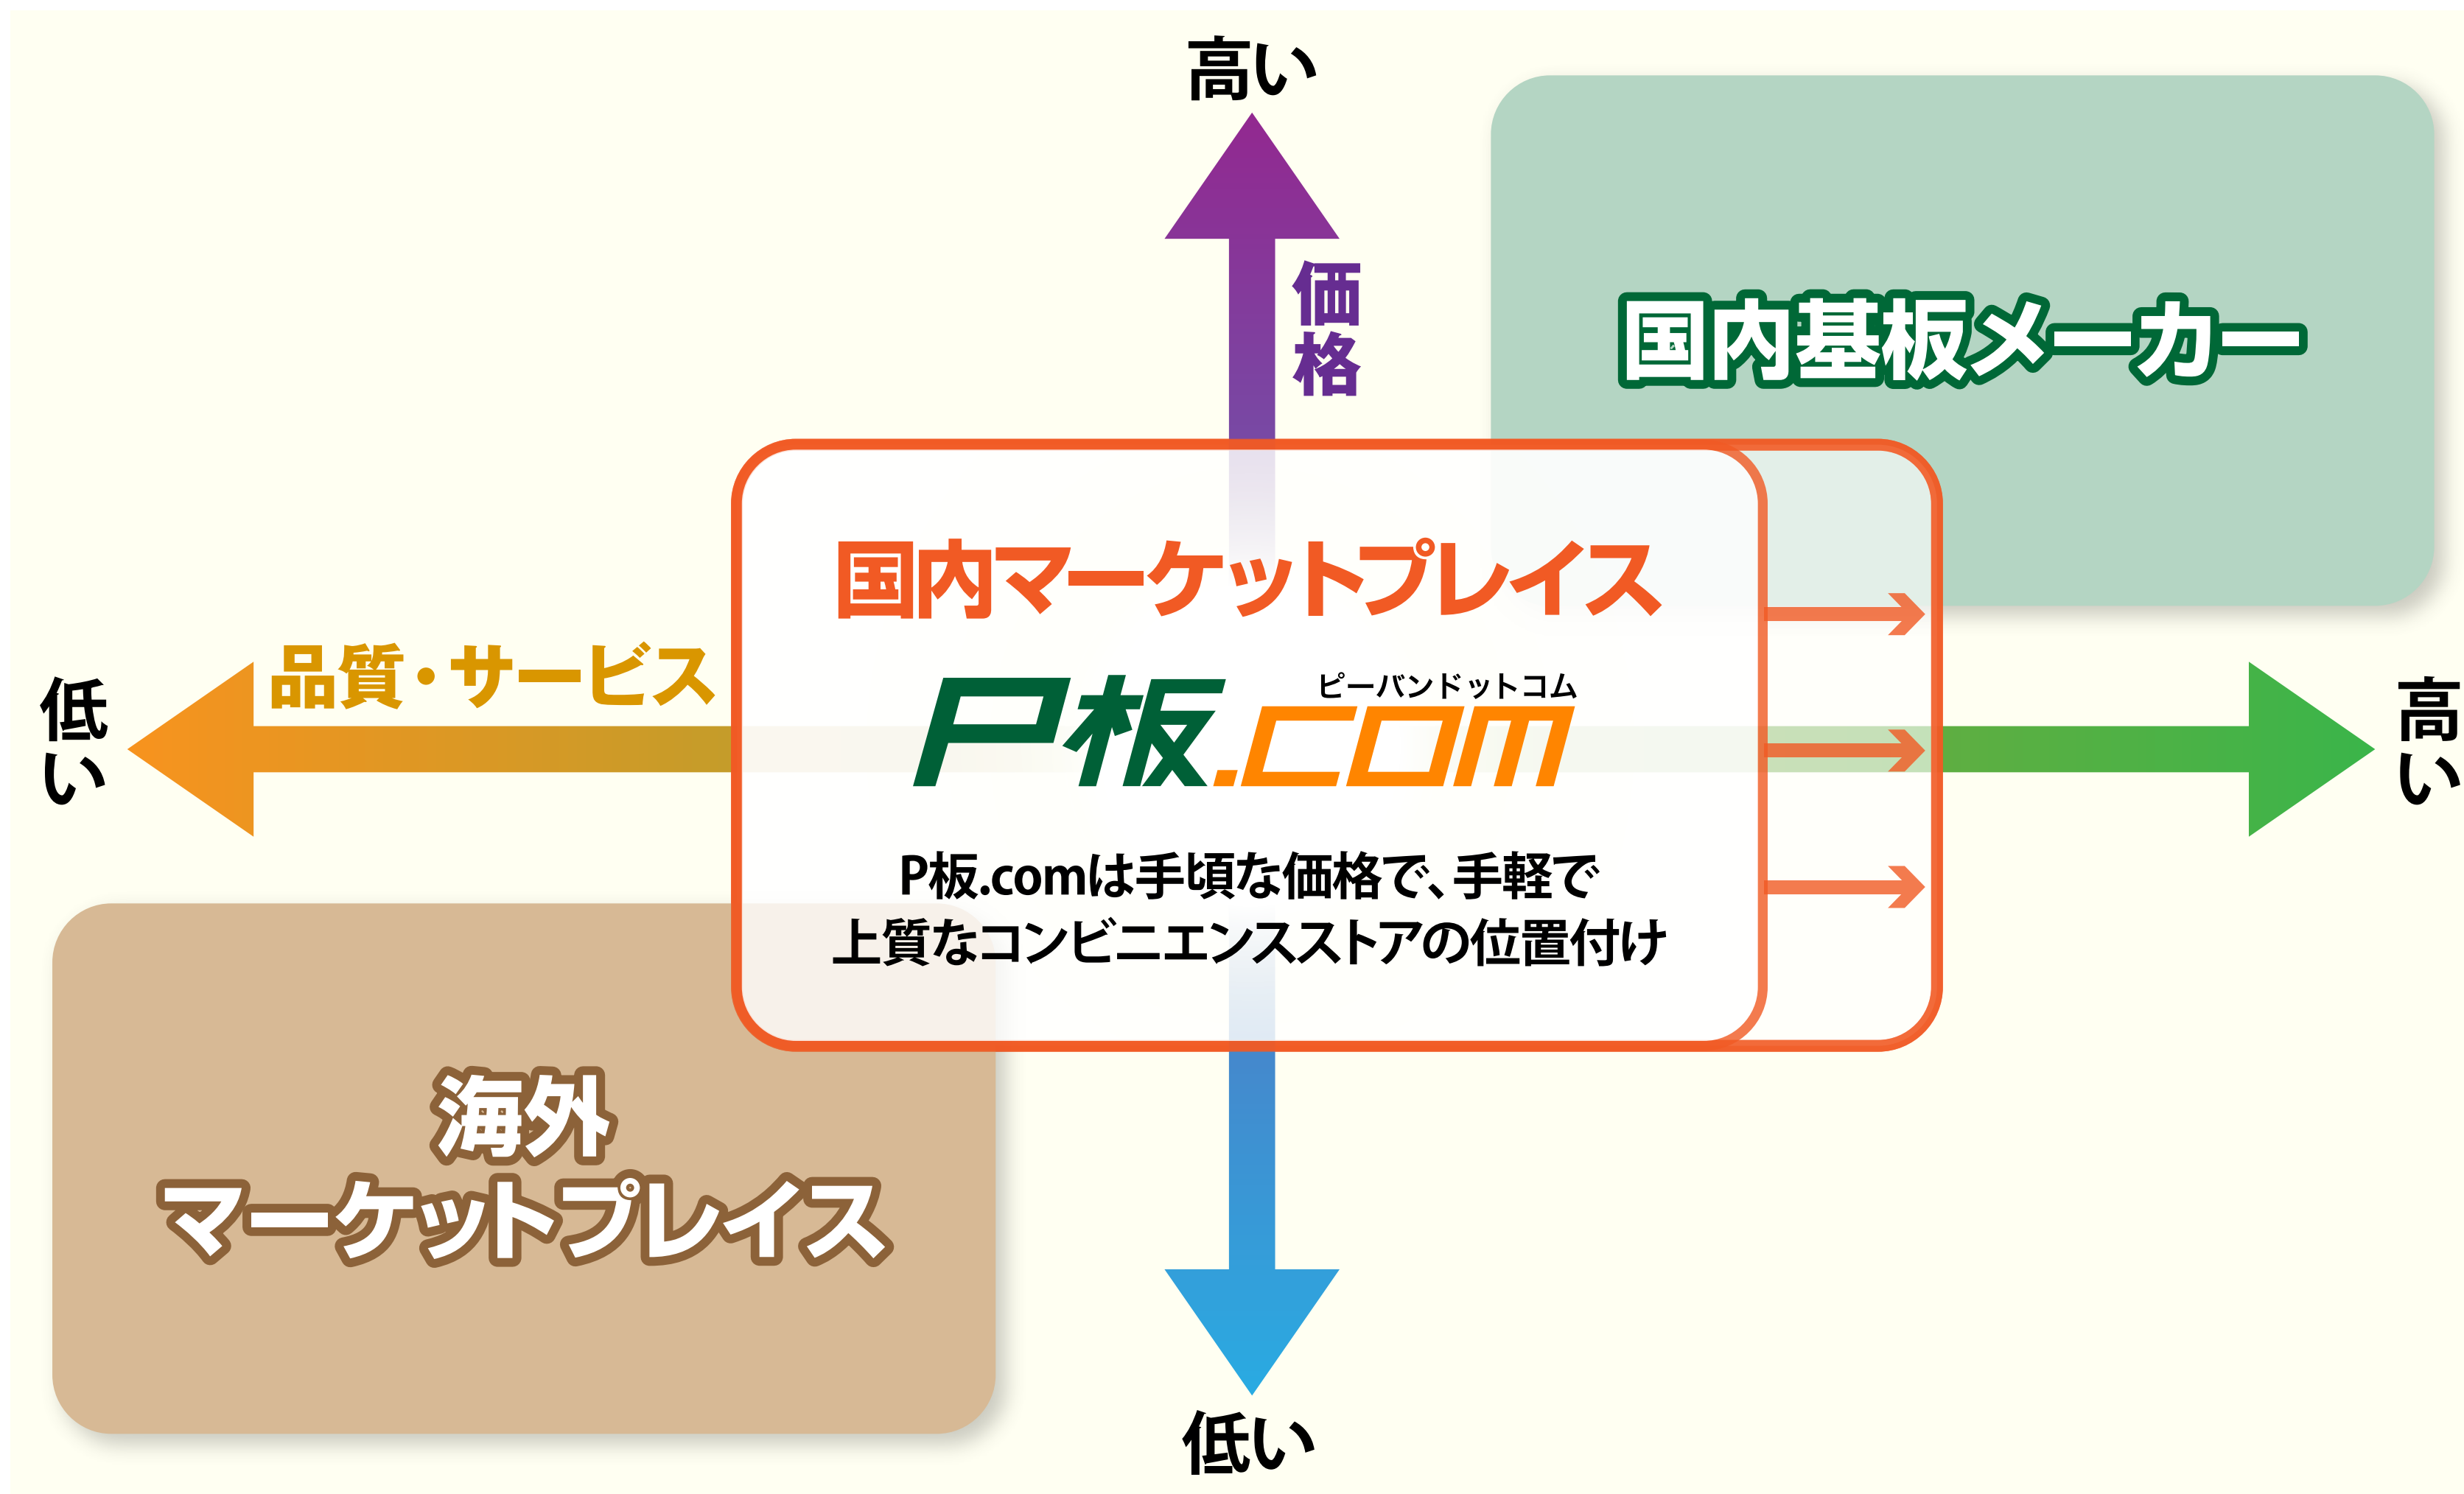 高い
価格
国内基板メーカー
国内マーケットプレイス
品質・サービス
低い
ピーバンドットコム
P板.com
高い
P板.comは手頃な価格で、手軽で
上質なコンビニエンスストアの位置付け
海外
マーケットプレイス
低い